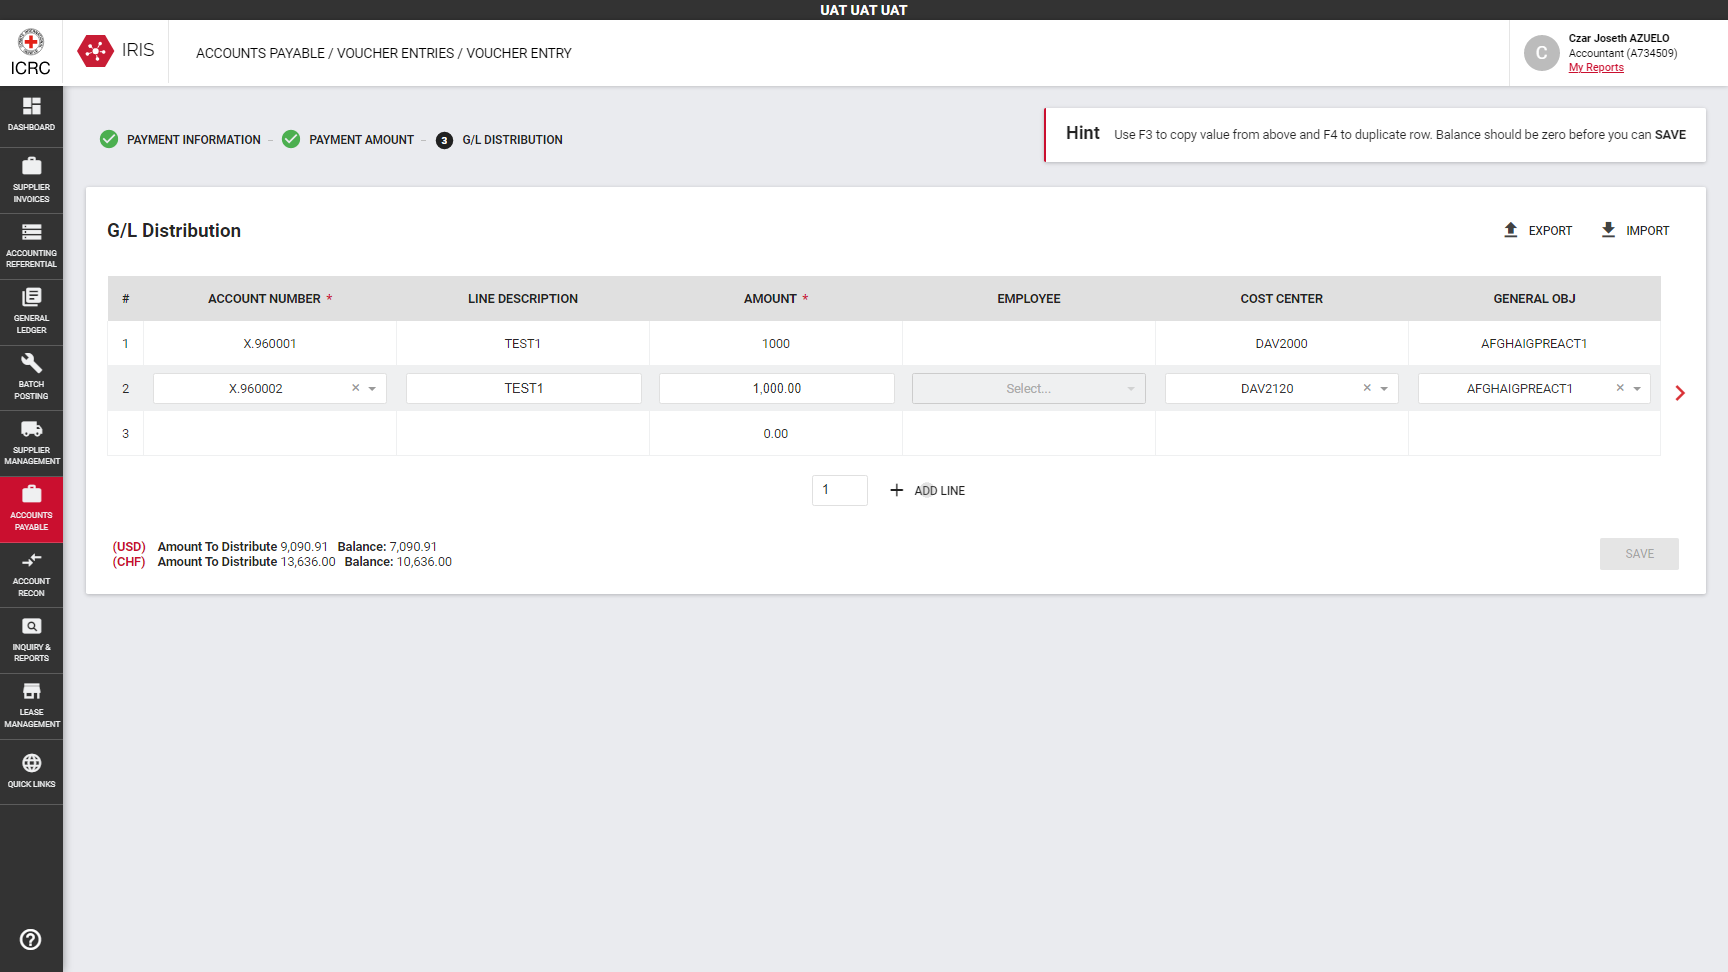 UAT UAT UAT
ICRC
IRIS
ACCOUNTS PAYABLE / VOUCHER ENTRIES / VOUCHER ENTRY
C
Czar Joseth AZUELO
Accountant (A734509)
My Reports
DASHBOARD
SUPPLIER
INVOICES
ACCOUNTING
REFERENTIAL
GENERAL
LEDGER
BATCH
POSTING
SUPPLIER
MANAGEMENT
ACCOUNTS
PAYABLE
ACCOUNT
RECON
INQUIRY &
REPORTS
LEASE
MANAGEMENT
QUICK LINKS
PAYMENT INFORMATION – PAYMENT AMOUNT – 3 G/L DISTRIBUTION
Hint Use F3 to copy value from above and F4 to duplicate row. Balance should be zero before you can SAVE
G/L Distribution
EXPORT IMPORT
# ACCOUNT NUMBER * LINE DESCRIPTION AMOUNT * EMPLOYEE COST CENTER GENERAL OBJ
1 X.960001 TEST1 1000 DAV2000 AFGHAIGPREACT1
2 X.960002 × TEST1 1,000.00 Select... DAV2120 × AFGHAIGPREACT1 ×
3 0.00
1 + ADD LINE
(USD) Amount To Distribute 9,090.91 Balance: 7,090.91
(CHF) Amount To Distribute 13,636.00 Balance: 10,636.00
SAVE